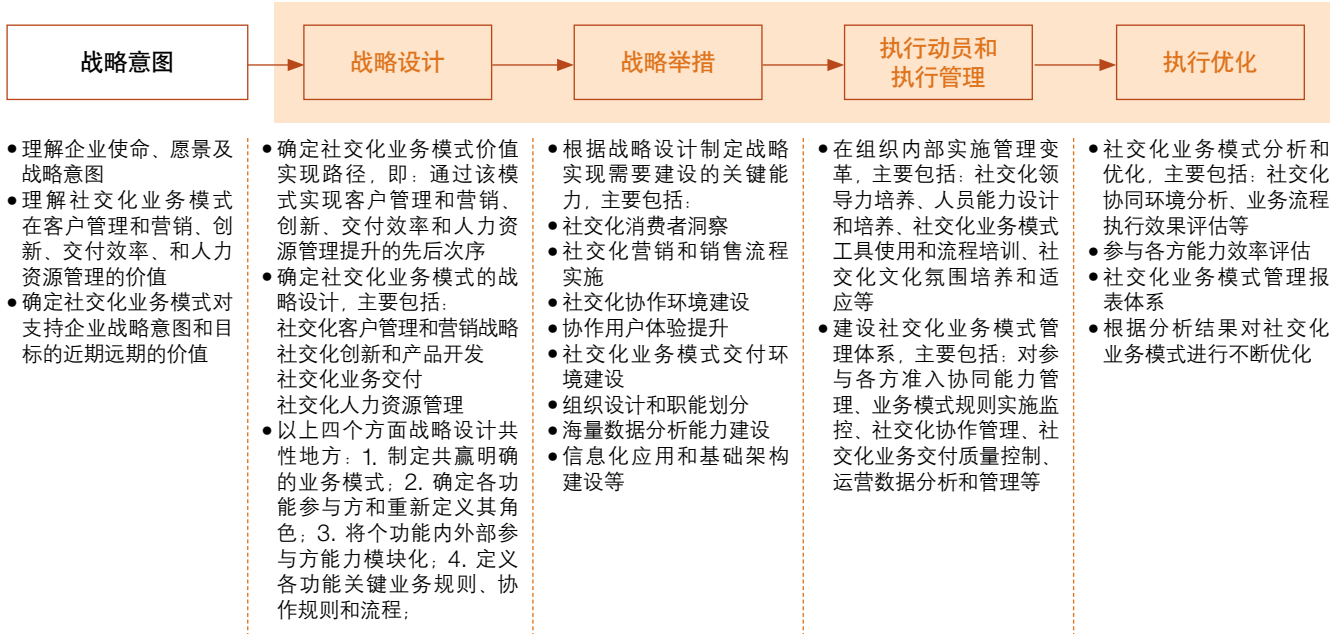 战略意图
战略设计
战略举措
执行动员和
执行管理
执行优化
•理解企业使命、愿景及
战略意图
•理解社交化业务模式
在客户管理和营销、创
新、交付效率、和人力
资源管理的价值
•确定社交化业务模式对
支持企业战略意图和目
标的近期远期的价值
•确定社交化业务模式价值
实现路径，即：通过该模
式实现客户管理和营销、
创新、交付效率和人力资
源管理提升的先后次序
•确定社交化业务模式的战
略设计，主要包括：
社交化客户管理和营销战略
社交化创新和产品开发
社交化业务交付
社交化人力资源管理
•以上四个方面战略设计共
性地方：1. 制定共赢明确
的业务模式；2. 确定各功
能参与方和重新定义其角
色；3. 将个功能内外部参
与方能力模块化；4. 定义
各功能关键业务规则、协
作规则和流程；
•根据战略设计制定战略
实现需要建设的关键能
力，主要包括：
•社交化消费者洞察
•社交化营销和销售流程
实施
•社交化协作环境建设
•协作用户体验提升
•社交化业务模式交付环
境建设
•组织设计和职能划分
•海量数据分析能力建设
•信息化应用和基础架构
建设等
•在组织内部实施管理变
革，主要包括：社交化领
导力培养、人员能力设计
和培养、社交化业务模式
工具使用和流程培训、社
交化文化氛围培养和适
应等
•建设社交化业务模式管
理体系，主要包括：对参
与各方准入协同能力管
理、业务模式规则实施监
控、社交化协作管理、社
交化业务交付质量控制、
运营数据分析和管理等
•社交化业务模式分析和
优化，主要包括：社交化
协同环境分析、业务流程
执行效果评估等
•参与各方能力效率评估
•社交化业务模式管理报
表体系
•根据分析结果对社交化
业务模式进行不断优化